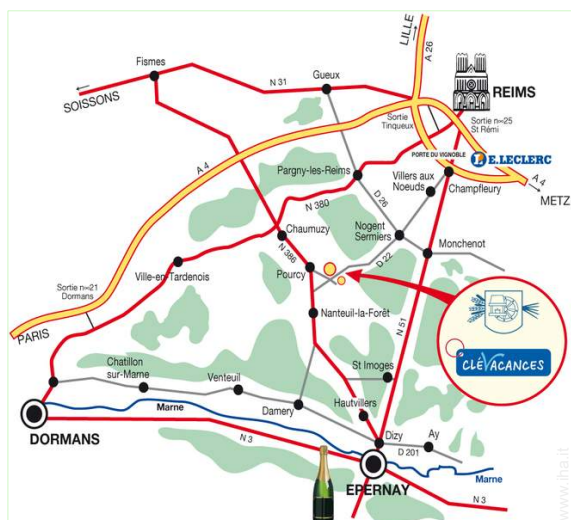 LILLE
A 26
Fismes
N 31
Gueux
REIMS
SOISSONS
Sortie
Tinqueux
Sortie n=25
St Rémi
PORTE DU VIGNOBLE
E.LECLERC
A 4
Pargny-les-Reims
Villers aux
Noeuds
Champfleury
A 4
METZ
D 26
N 380
Chaumuzy
Nogent
Sermiers
Monchenot
N 386
D 22
Ville-en-Tardenois
Pourcy
Sortie n=21
Dormans
Nanteuil-la-Forêt
N 51
PARIS
CLÉVACANCES
Chatillon
sur-Marne
Venteuil
St Imoges
Marne
Damery
Hautvillers
DORMANS
Dizy
Ay
D 201
N 3
EPERNAY
Marne
N 3
www.iha.it